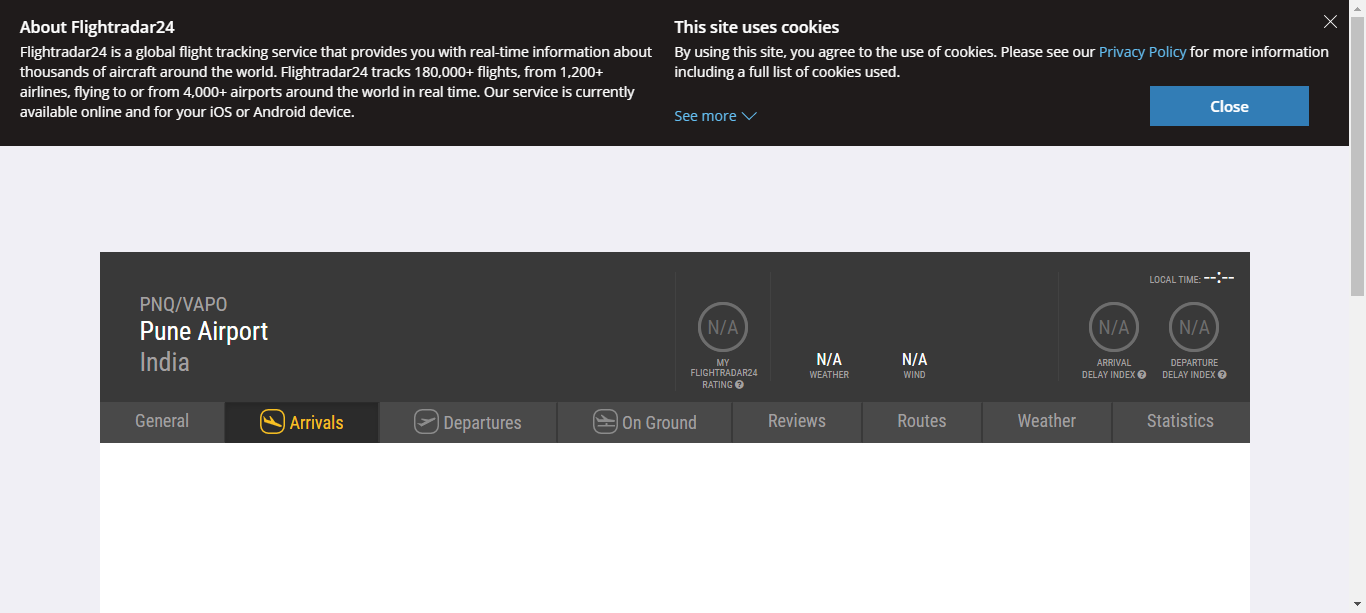 About Flightradar24
Flightradar24 is a global flight tracking service that provides you with real-time information about
thousands of aircraft around the world. Flightradar24 tracks 180,000+ flights, from 1,200+
airlines, flying to or from 4,000+ airports around the world in real time. Our service is currently
available online and for your iOS or Android device.
This site uses cookies
By using this site, you agree to the use of cookies. Please see our Privacy Policy for more information
including a full list of cookies used.
See more
Close
LOCAL TIME: --:--
PNQ/VAPO
Pune Airport
India
N/A
MY
FLIGHTRADAR24
RATING
N/A
WEATHER
N/A
WIND
N/A
ARRIVAL
DELAY INDEX
N/A
DEPARTURE
DELAY INDEX
General
Arrivals
Departures
On Ground
Reviews
Routes
Weather
Statistics